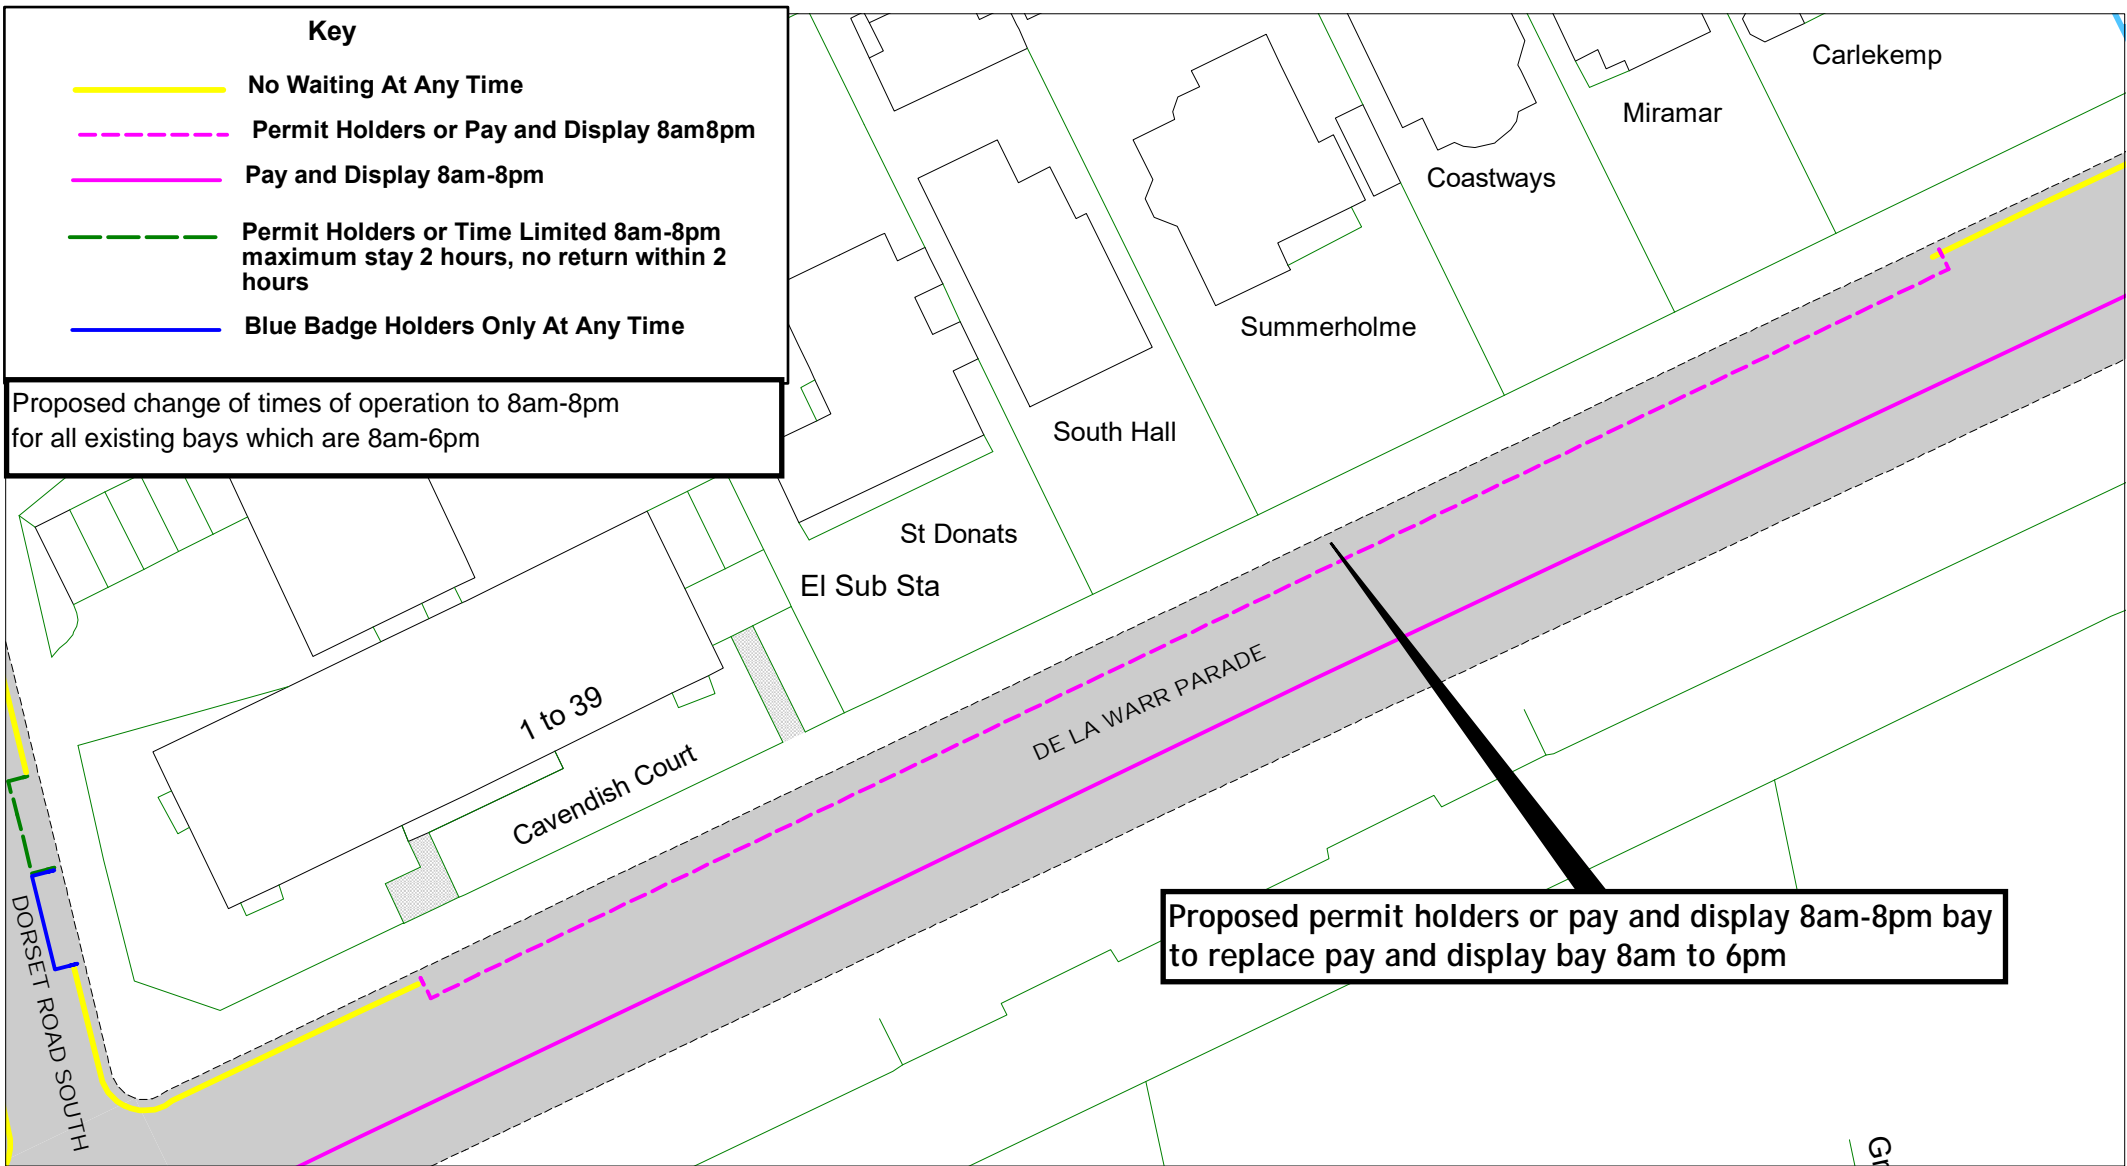 Key
No Waiting At Any Time
Permit Holders or Pay and Display 8am8pm
Pay and Display 8am-8pm
Permit Holders or Time Limited 8am-8pm
maximum stay 2 hours, no return within 2
hours
Blue Badge Holders Only At Any Time
Proposed change of times of operation to 8am-8pm
for all existing bays which are 8am-6pm
Carlekemp
Miramar
Coastways
Summerholme
South Hall
St Donats
El Sub Sta
1 to 39
Cavendish Court
DE LA WARR PARADE
DORSET ROAD SOUTH
Proposed permit holders or pay and display 8am-8pm bay
to replace pay and display bay 8am to 6pm